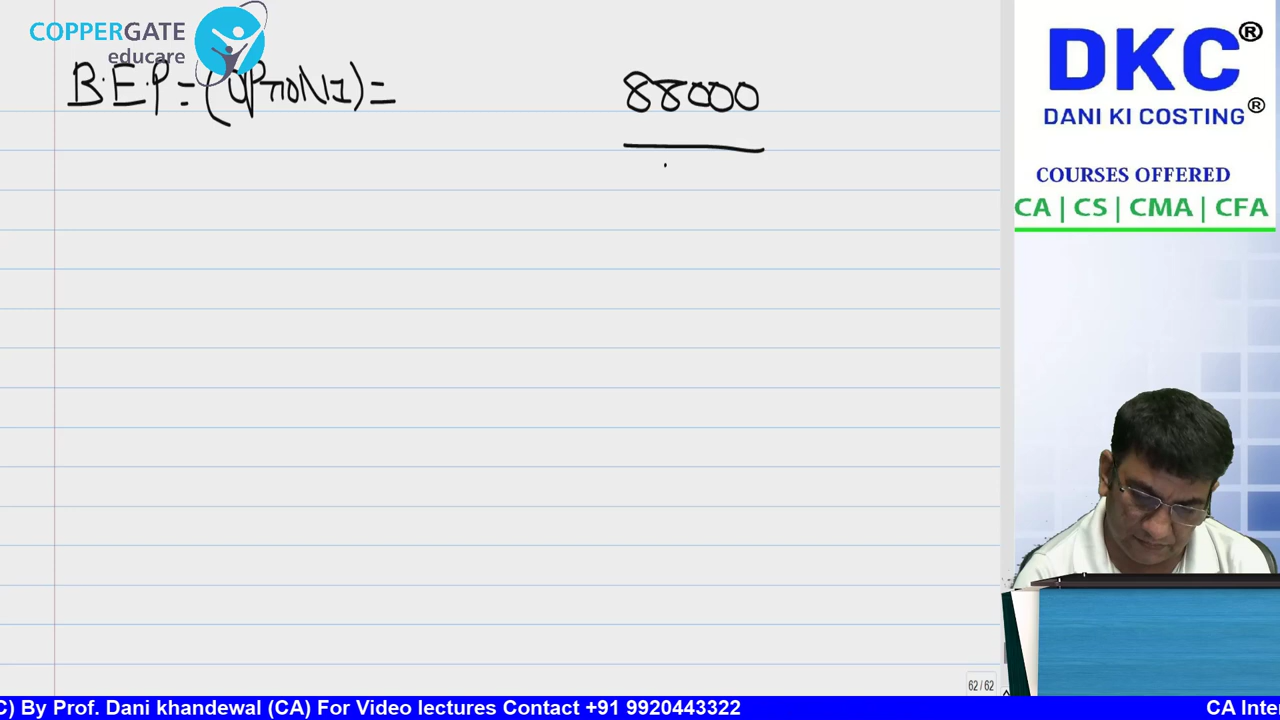 COPPERGATE
educare
B.E.P = (OPTION 1) = 88000
DKC®
DANI KI COSTING®
COURSES OFFERED
CA | CS | CMA | CFA
62/62
C) By Prof. Dani khandewal (CA) For Video lectures Contact +91 9920443322 CA Inte